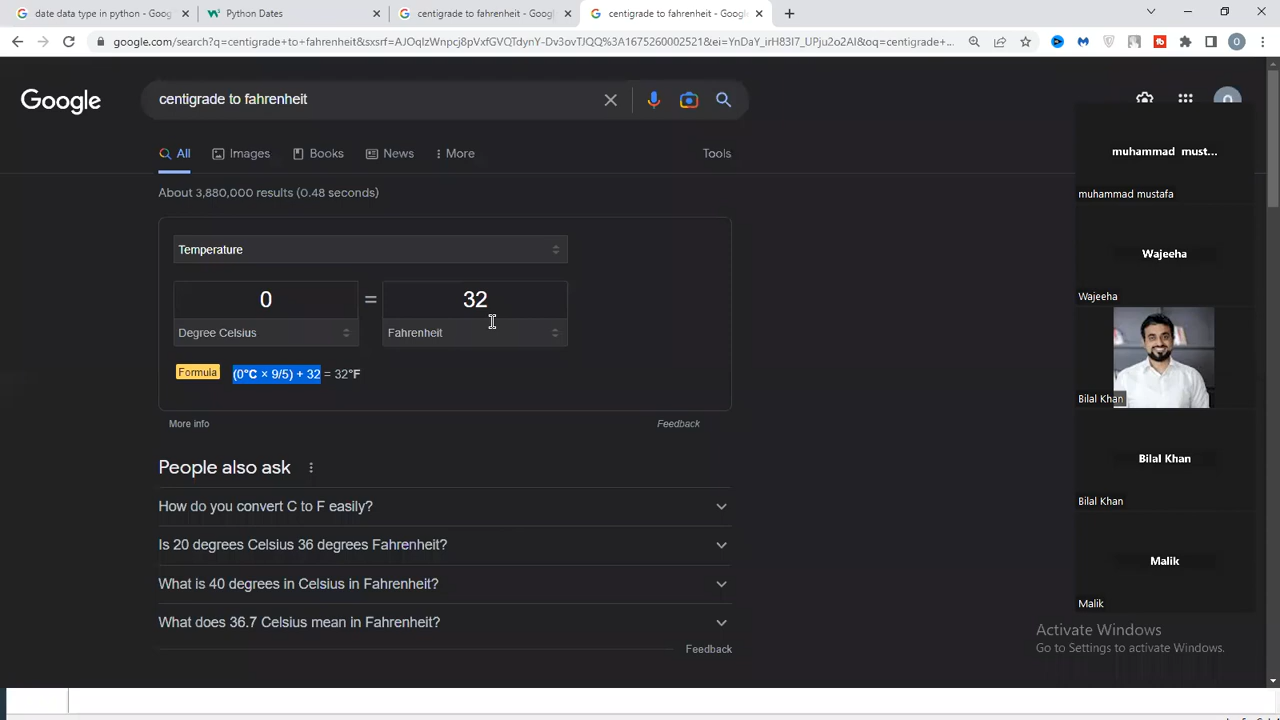 date data type in python - Goog
Python Dates
centigrade to fahrenheit - Googl
centigrade to fahrenheit - Googl
google.com/search?q=centigrade+to+fahrenheit&sxsrf=AJOqlzWnpzj8pVxfGVQTdynY-Dv3ovTJQQ%3A1675260002521&ei=YnDaY_irH83l7_UPju2o2AI&oq=centigrade+...
Google
centigrade to fahrenheit
All
Images
Books
News
More
Tools
About 3,880,000 results (0.48 seconds)
Temperature
0 = 32
Degree Celsius
Fahrenheit
Formula (0°C × 9/5) + 32 = 32°F
More info
Feedback
People also ask
How do you convert C to F easily?
Is 20 degrees Celsius 36 degrees Fahrenheit?
What is 40 degrees in Celsius in Fahrenheit?
What does 36.7 Celsius mean in Fahrenheit?
Feedback
muhammad must...
muhammad mustafa
Wajeeha
Wajeeha
Bilal Khan
Bilal Khan
Bilal Khan
Malik
Malik
Activate Windows
Go to Settings to activate Windows.